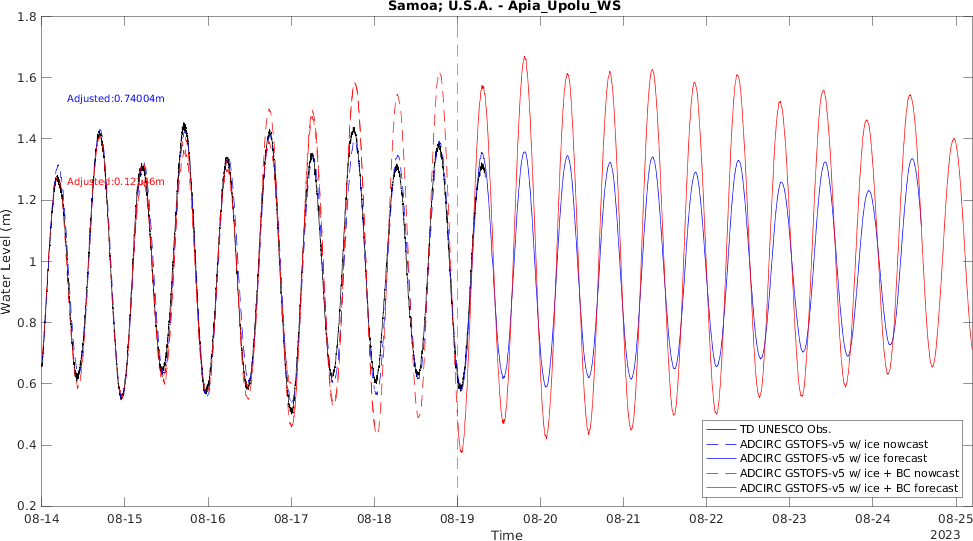 Samoa; U.S.A. - Apia_Upolu_WS
1.8
1.6
1.4
1.2
1
0.8
0.6
0.4
0.2
Water Level (m)
Adjusted:0.74004m
TD UNESCO Obs.
ADCIRC GSTOFS-v5 w/ ice nowcast
ADCIRC GSTOFS-v5 w/ ice forecast
ADCIRC GSTOFS-v5 w/ ice + BC nowcast
ADCIRC GSTOFS-v5 w/ ice + BC forecast
08-14 08-15 08-16 08-17 08-18 08-19 08-20 08-21 08-22 08-23 08-24 08-25
Time
2023